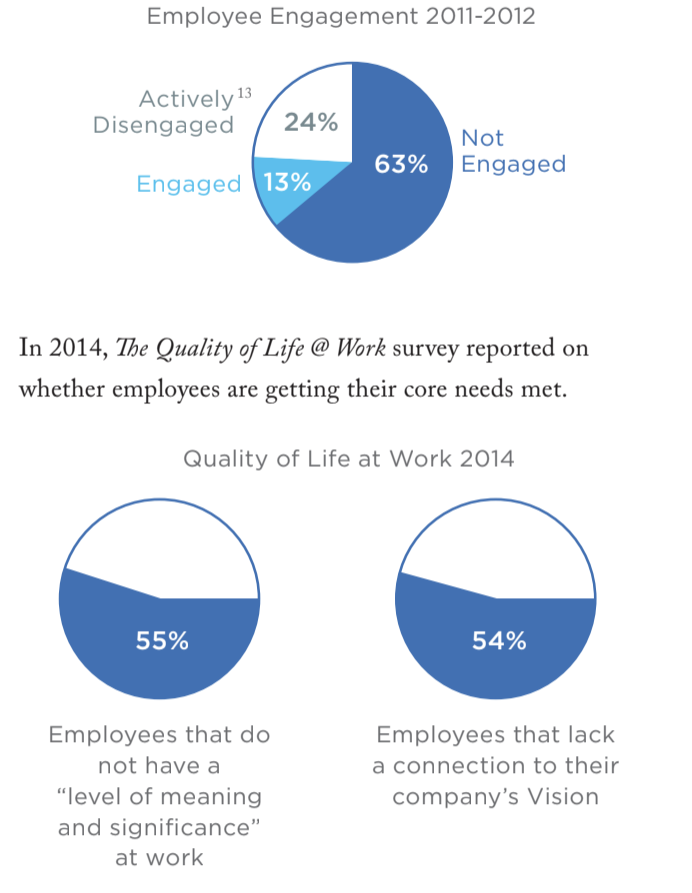 Employee Engagement 2011-2012
Actively¹³
Disengaged
24%
Not
Engaged
63%
Engaged
13%
In 2014, The Quality of Life @ Work survey reported on
whether employees are getting their core needs met.
Quality of Life at Work 2014
55%
54%
Employees that do
not have a
“level of meaning
and significance”
at work
Employees that lack
a connection to their
company’s Vision